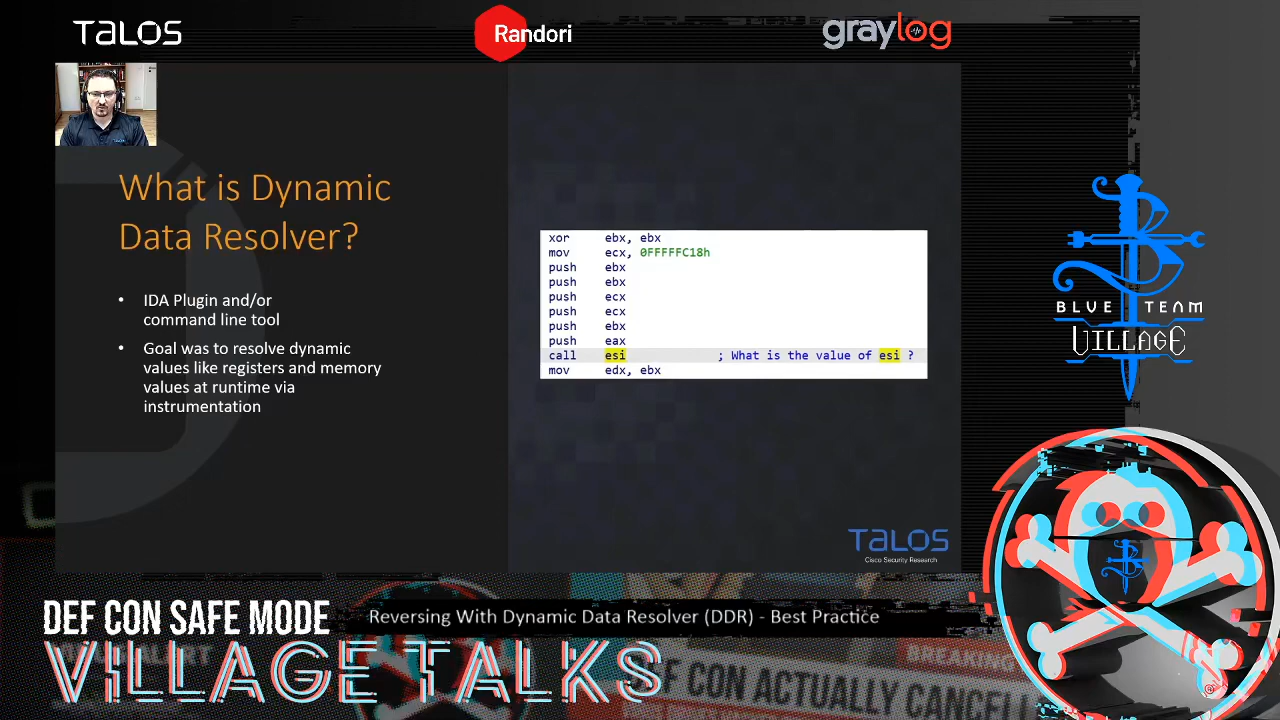 TALOS
Randori
graylog
What is Dynamic
Data Resolver?
• IDA Plugin and/or
command line tool
• Goal was to resolve dynamic
values like registers and memory
values at runtime via
instrumentation
xor ebx, ebx
mov ecx, 0FFFFFC18h
push ebx
push ebx
push ecx
push ecx
push ebx
push eax
call esi ; What is the value of esi ?
mov edx, ebx
TALOS
Cisco Security Research
BLUE TEAM
VILLAGE
DEF CON SAFE MODE
Reversing With Dynamic Data Resolver (DDR) - Best Practice
VILLAGE TALKS
BREAKING
DEF CON ACTUALLY CANCELL